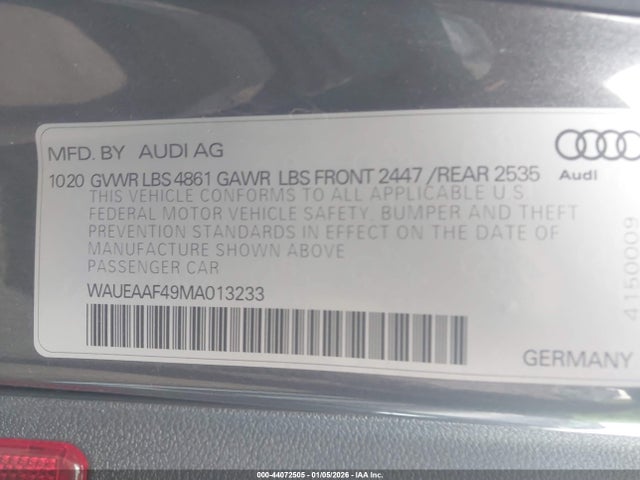 MFD. BY AUDI AG
1020 GVWR LBS 4861 GAWR LBS FRONT 2447 /REAR 2535
Audi
THIS VEHICLE CONFORMS TO ALL APPLICABLE U.S
FEDERAL MOTOR VEHICLE SAFETY, BUMPER AND THEFT
PREVENTION STANDARDS IN EFFECT ON THE DATE OF
MANUFACTURE SHOWN ABOVE
PASSENGER CAR
WAUEAAF49MA013233
4150009
GERMANY
000-44072505 - 01/05/2026 - IAA Inc.